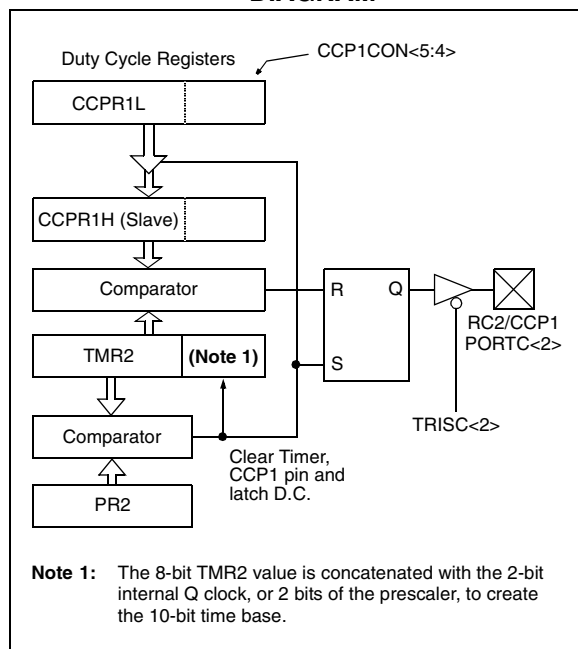 Duty Cycle Registers
CCP1CON<5:4>
CCPR1L
CCPR1H (Slave)
Comparator
R
Q
RC2/CCP1
PORTC<2>
TMR2
(Note 1)
S
TRISC<2>
Comparator
Clear Timer,
CCP1 pin and
latch D.C.
PR2
Note 1: The 8-bit TMR2 value is concatenated with the 2-bit
internal Q clock, or 2 bits of the prescaler, to create
the 10-bit time base.